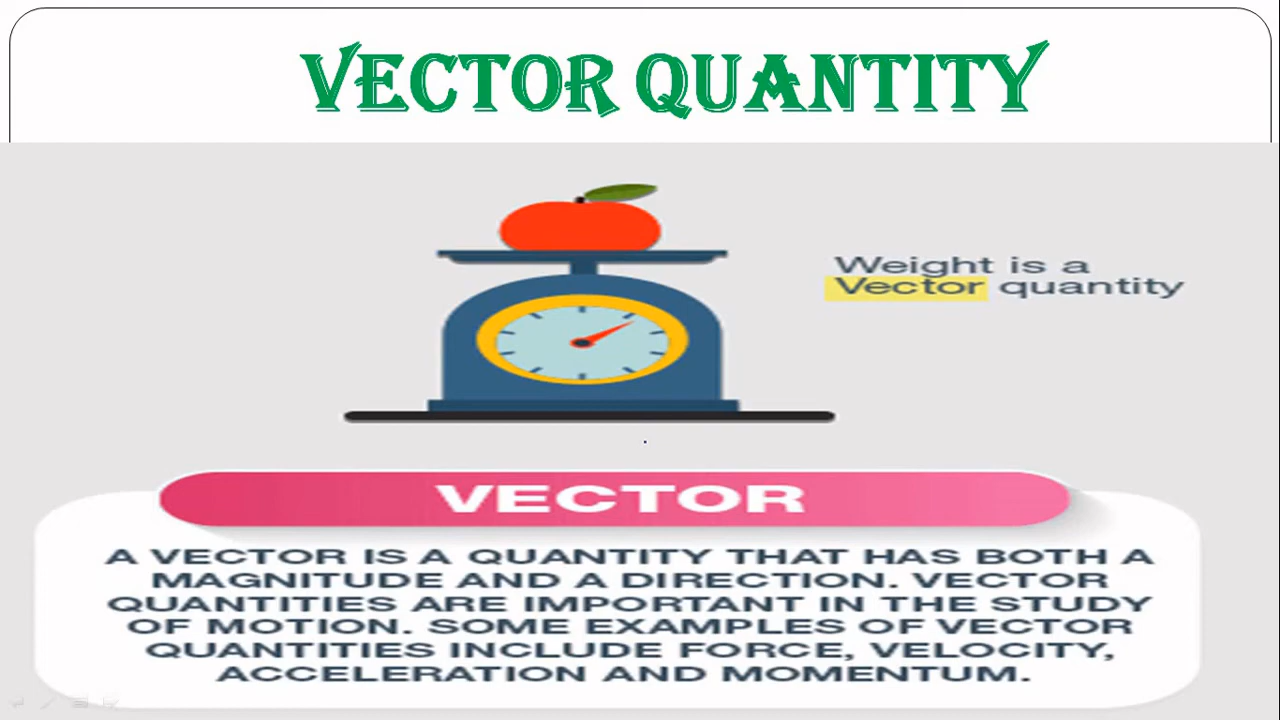 VECTOR QUANTITY
Weight is a
Vector quantity
VECTOR
A VECTOR IS A QUANTITY THAT HAS BOTH A
MAGNITUDE AND A DIRECTION. VECTOR
QUANTITIES ARE IMPORTANT IN THE STUDY
OF MOTION. SOME EXAMPLES OF VECTOR
QUANTITIES INCLUDE FORCE, VELOCITY,
ACCELERATION AND MOMENTUM.